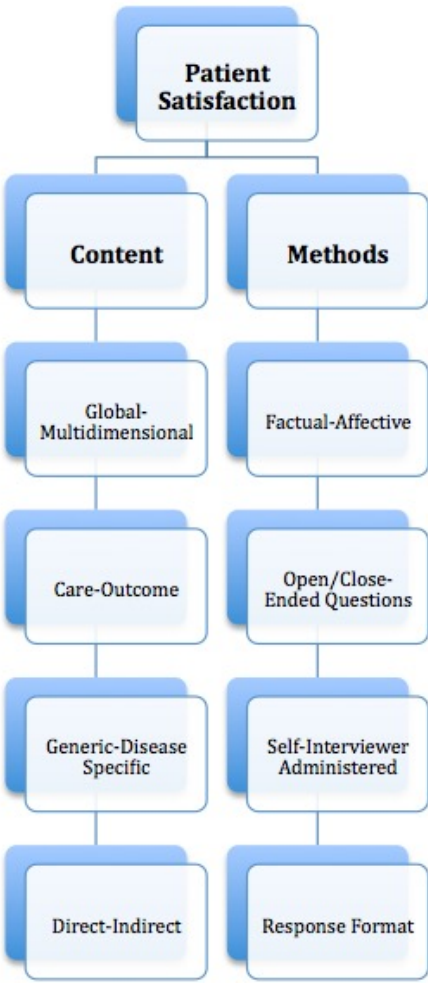 Patient
Satisfaction
Content
Methods
Global-
Multidimensional
Factual-Affective
Care-Outcome
Open/Close-
Ended Questions
Generic-Disease
Specific
Self-Interviewer
Administered
Direct-Indirect
Response Format